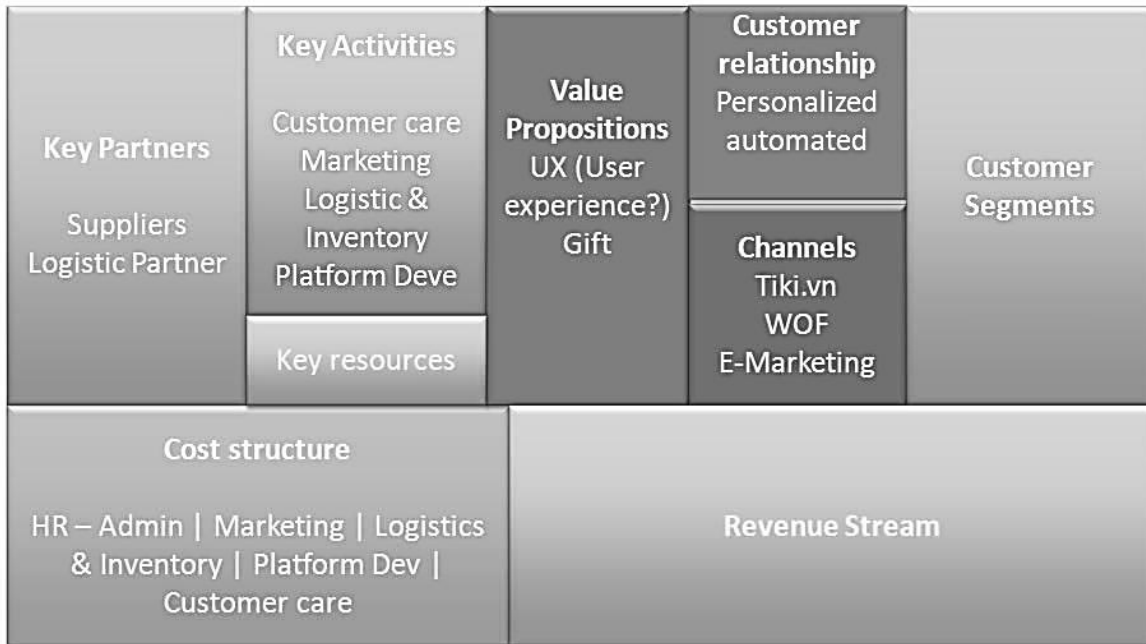 Key Partners
Suppliers
Logistic Partner
Key Activities
Customer care
Marketing
Logistic &
Inventory
Platform Deve
Key resources
Value
Propositions
UX (User
experience?)
Gift
Customer
relationship
Personalized
automated
Channels
Tiki.vn
WOF
E-Marketing
Customer
Segments
Cost structure
HR – Admin | Marketing | Logistics
& Inventory | Platform Dev |
Customer care
Revenue Stream